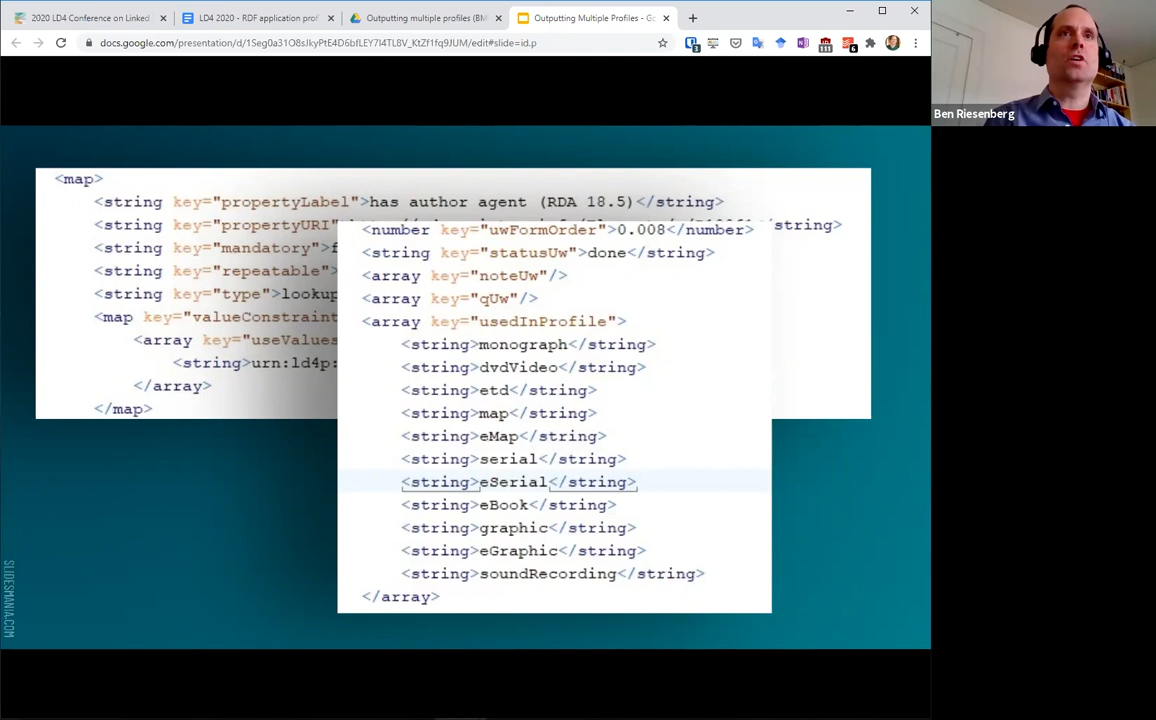 2020 LD4 Conference on Linked
LD4 2020 - RDF application prof
Outputting multiple profiles (BM
Outputting Multiple Profiles - Go
docs.google.com/presentation/d/1Seg0a31O8sJkyPtE4D6bfLEY7l4TL8V_KtZf1fq9JUM/edit#slide=id.p
Ben Riesenberg
<map>
<string key="propertyLabel">has author agent (RDA 18.5)</string>
<string key="propertyURI"
string>
<string key="mandatory">f
<string key="repeatable">
<string key="type">lookup
<map key="valueConstraint
<array key="useValues
<string>urn:ld4p:
</array>
</map>
<number key="uwFormOrder">0.008</number>
<string key="statusUw">done</string>
<array key="noteUw"/>
<array key="qUw"/>
<array key="usedInProfile">
<string>monograph</string>
<string>dvdVideo</string>
<string>etd</string>
<string>map</string>
<string>eMap</string>
<string>serial</string>
<string>eSerial</string>
<string>eBook</string>
<string>graphic</string>
<string>eGraphic</string>
<string>soundRecording</string>
</array>
SLIDESMANIA.COM